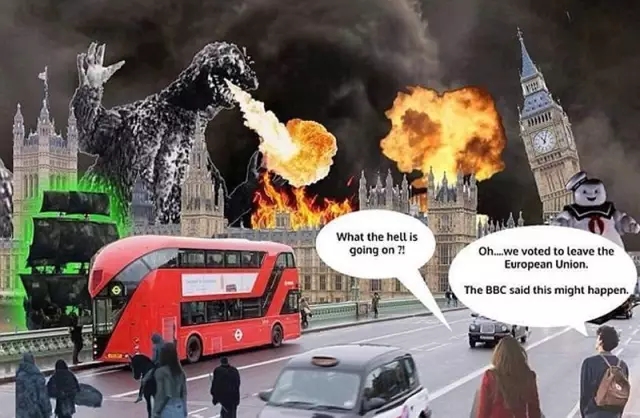 What the hell is
going on ?!
Oh....we voted to leave the
European Union.
The BBC said this might happen.